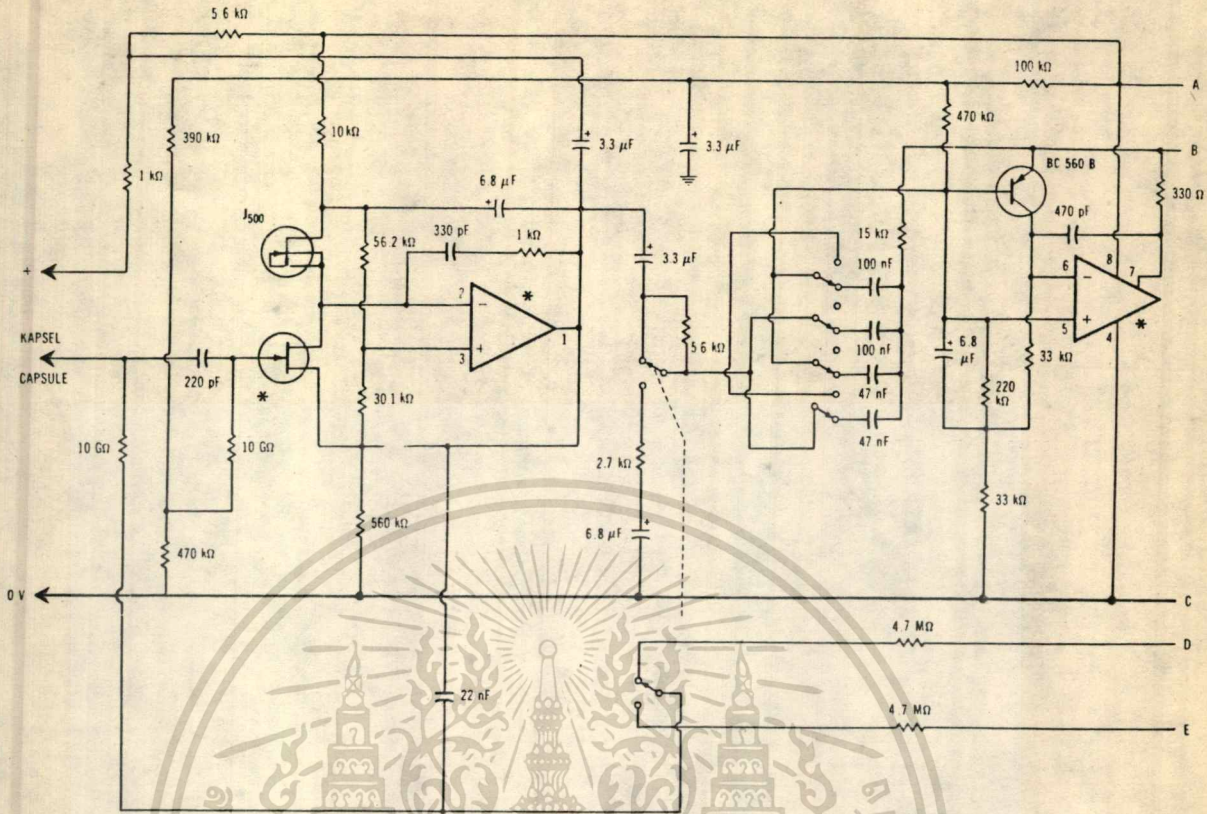 5 6 kΩ
100 kΩ
A
390 kΩ
10 kΩ
3.3 µF
3.3 µF
470 kΩ
B
1 kΩ
BC 560 B
6.8 µF
+
330 Ω
J500
56.2 kΩ
330 pF
1 kΩ
3.3 µF
15 kΩ
470 pF
100 nF
+
2
*
1
3
6
8
7
5
4
*
KAPSEL
CAPSULE
220 pF
*
5 6 kΩ
100 nF
47 nF
47 nF
6.8 µF
33 kΩ
220 kΩ
30 1 kΩ
10 GΩ
10 GΩ
2.7 kΩ
33 kΩ
560 kΩ
6.8 µF
470 kΩ
0 V
C
4.7 MΩ
D
22 nF
4.7 MΩ
E